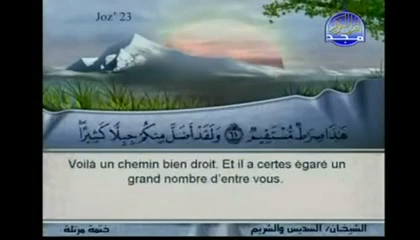 Joz' 23
هَٰذَا صِرَٰطٌ مُّسْتَقِيمٌ ۝٦١ وَلَقَدْ أَضَلَّ مِنكُمْ جِبِلًّا كَثِيرًا
Voilà un chemin bien droit. Et il a certes égaré un
grand nombre d'entre vous.
ختمة مرتلة
الشيخان/ السديس والشريم